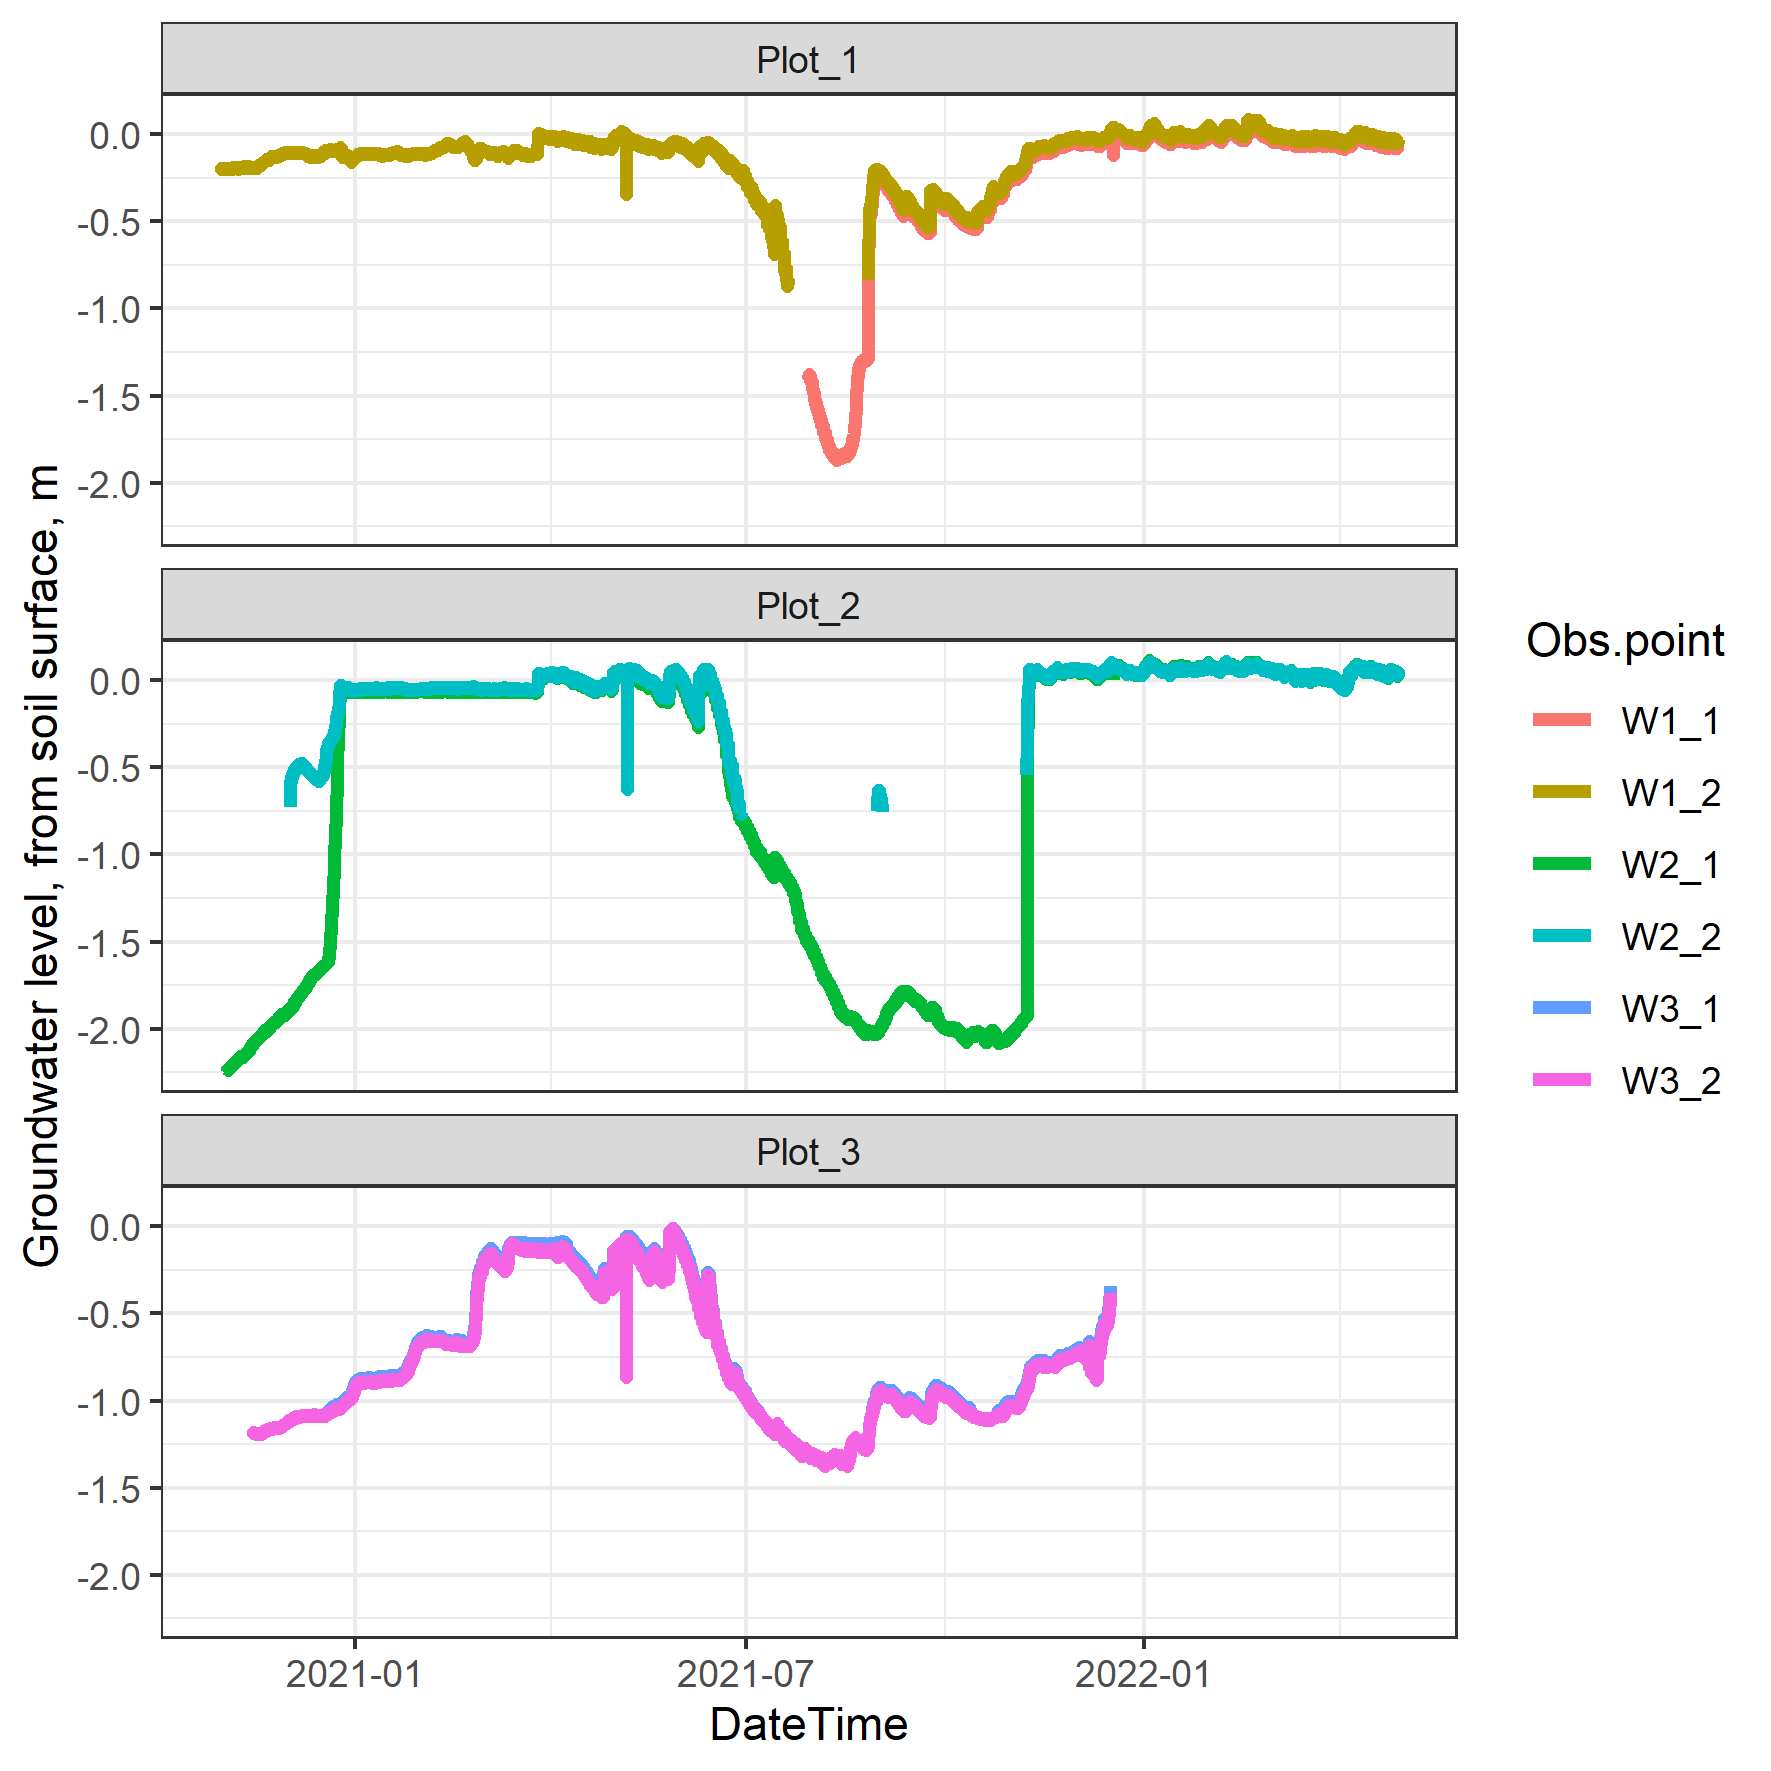 Plot_1
0.0
-0.5
-1.0
-1.5
-2.0
Plot_2
0.0
-0.5
-1.0
-1.5
-2.0
Plot_3
0.0
-0.5
-1.0
-1.5
-2.0
Groundwater level, from soil surface, m
2021-01
2021-07
2022-01
DateTime
Obs.point
W1_1
W1_2
W2_1
W2_2
W3_1
W3_2